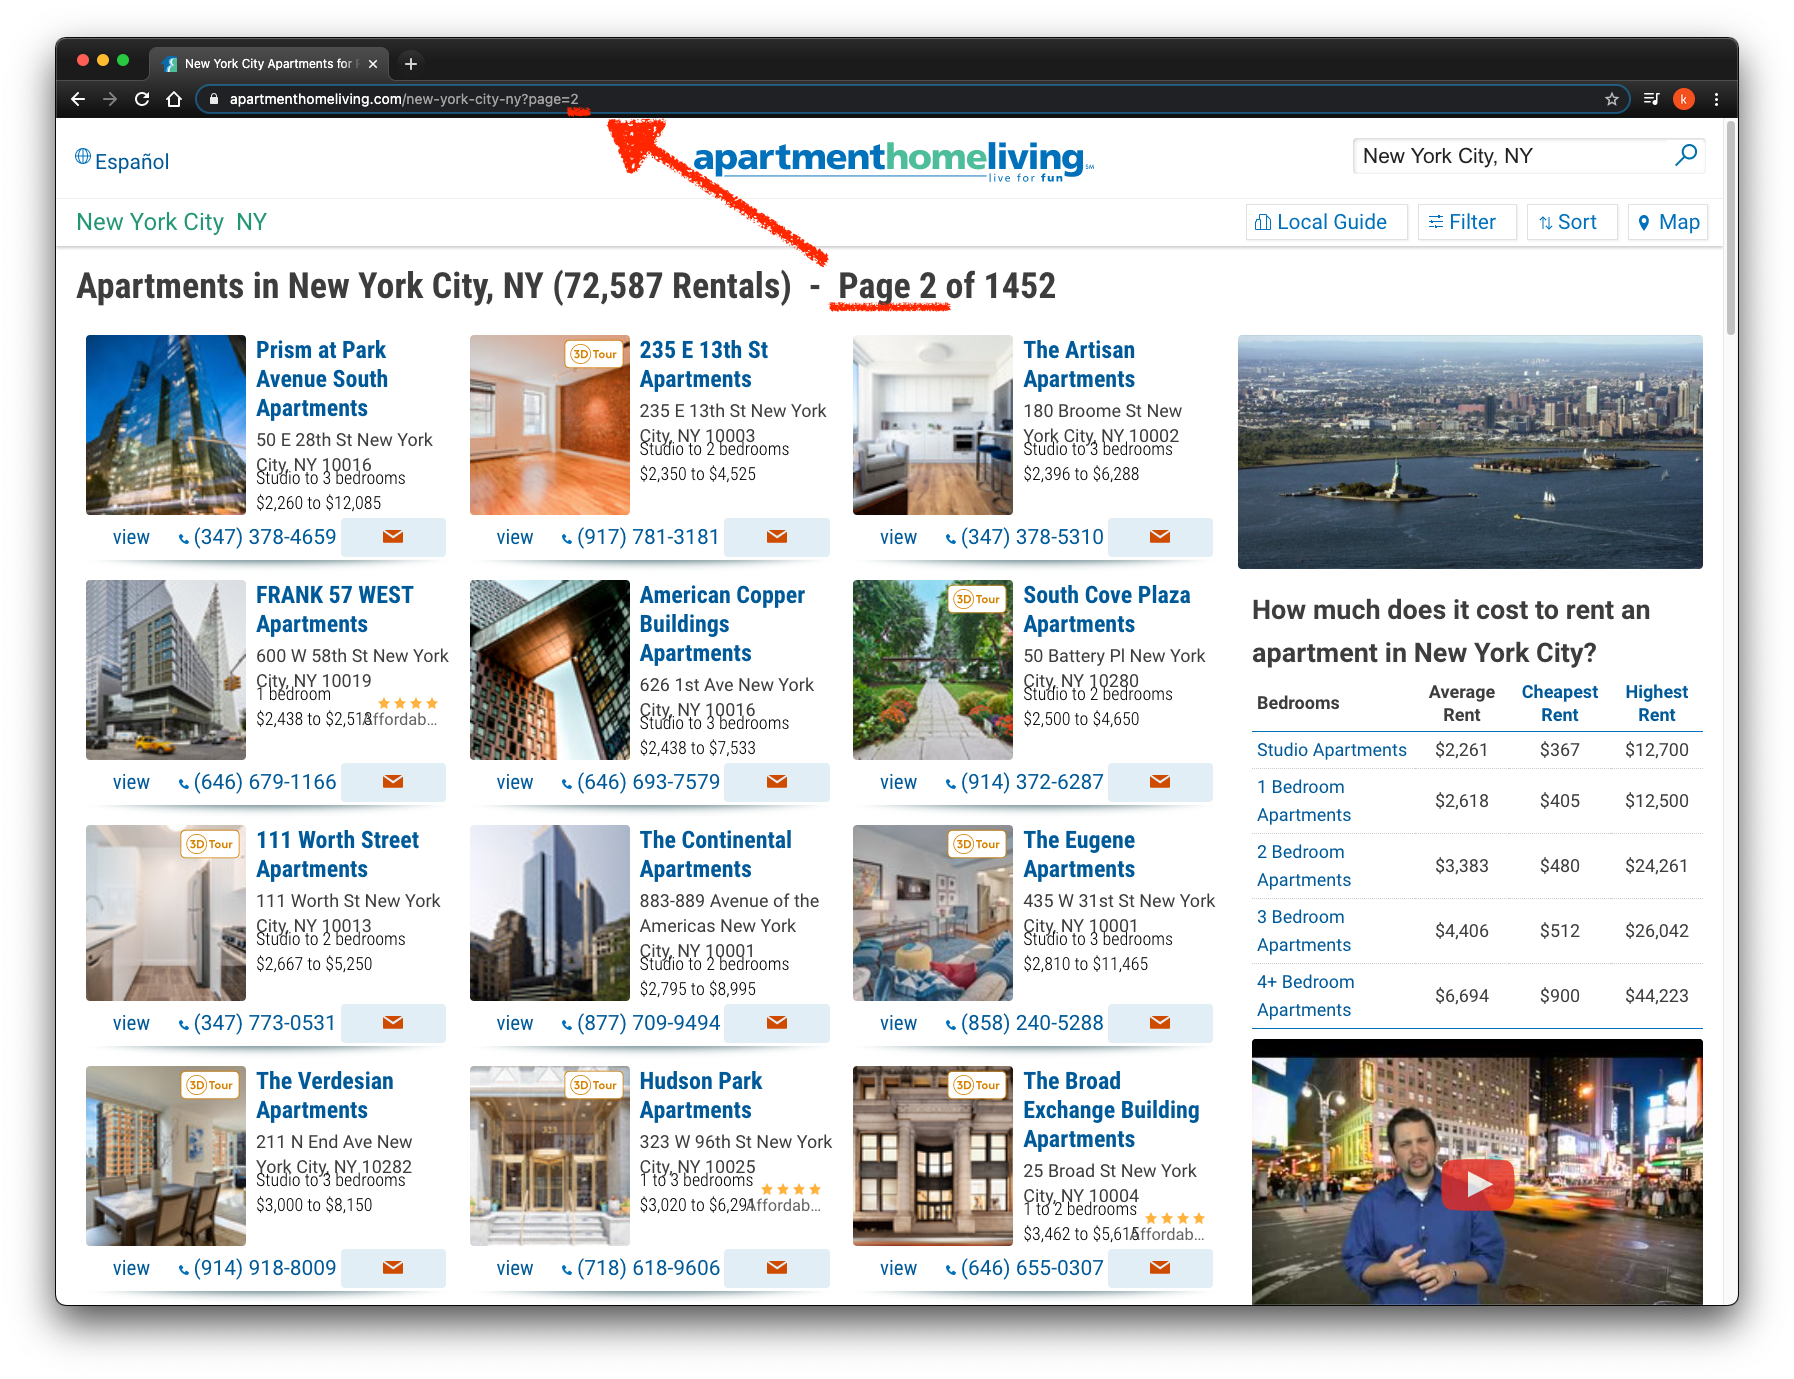 New York City Apartments for
apartmenthomeliving.com/new-york-city-ny?page=2
k
Español
apartmenthomeliving SM
live for fun
New York City, NY
New York City NY
Local Guide
Filter
Sort
Map
Apartments in New York City, NY (72,587 Rentals) - Page 2 of 1452
Prism at Park
Avenue South
Apartments
50 E 28th St New York
City, NY 10016
Studio to 3 bedrooms
$2,260 to $12,085
view (347) 378-4659
3D Tour
235 E 13th St
Apartments
235 E 13th St New York
City, NY 10003
Studio to 2 bedrooms
$2,350 to $4,525
view (917) 781-3181
The Artisan
Apartments
180 Broome St New
York City, NY 10002
Studio to 3 bedrooms
$2,396 to $6,288
view (347) 378-5310
FRANK 57 WEST
Apartments
600 W 58th St New York
City, NY 10019
1 bedroom
$2,438 to $2,513
Affordab...
view (646) 679-1166
American Copper
Buildings
Apartments
626 1st Ave New York
City, NY 10016
Studio to 3 bedrooms
$2,438 to $7,533
view (646) 693-7579
3D Tour
South Cove Plaza
Apartments
50 Battery Pl New York
City, NY 10280
Studio to 2 bedrooms
$2,500 to $4,650
view (914) 372-6287
3D Tour
111 Worth Street
Apartments
111 Worth St New York
City, NY 10013
Studio to 2 bedrooms
$2,667 to $5,250
view (347) 773-0531
The Continental
Apartments
883-889 Avenue of the
Americas New York
City, NY 10001
Studio to 2 bedrooms
$2,795 to $8,995
view (877) 709-9494
3D Tour
The Eugene
Apartments
435 W 31st St New York
City, NY 10001
Studio to 3 bedrooms
$2,810 to $11,465
view (858) 240-5288
3D Tour
The Verdesian
Apartments
211 N End Ave New
York City, NY 10282
Studio to 3 bedrooms
$3,000 to $8,150
view (914) 918-8009
3D Tour
323
Hudson Park
Apartments
323 W 96th St New York
City, NY 10025
1 to 3 bedrooms
$3,020 to $6,291
Affordab...
view (718) 618-9606
3D Tour
The Broad
Exchange Building
Apartments
25 Broad St New York
City, NY 10004
1 to 2 bedrooms
$3,462 to $5,615
Affordab...
view (646) 655-0307
How much does it cost to rent an
apartment in New York City?
Bedrooms Average Rent Cheapest Rent Highest Rent
Studio Apartments $2,261 $367 $12,700
1 Bedroom Apartments $2,618 $405 $12,500
2 Bedroom Apartments $3,383 $480 $24,261
3 Bedroom Apartments $4,406 $512 $26,042
4+ Bedroom Apartments $6,694 $900 $44,223